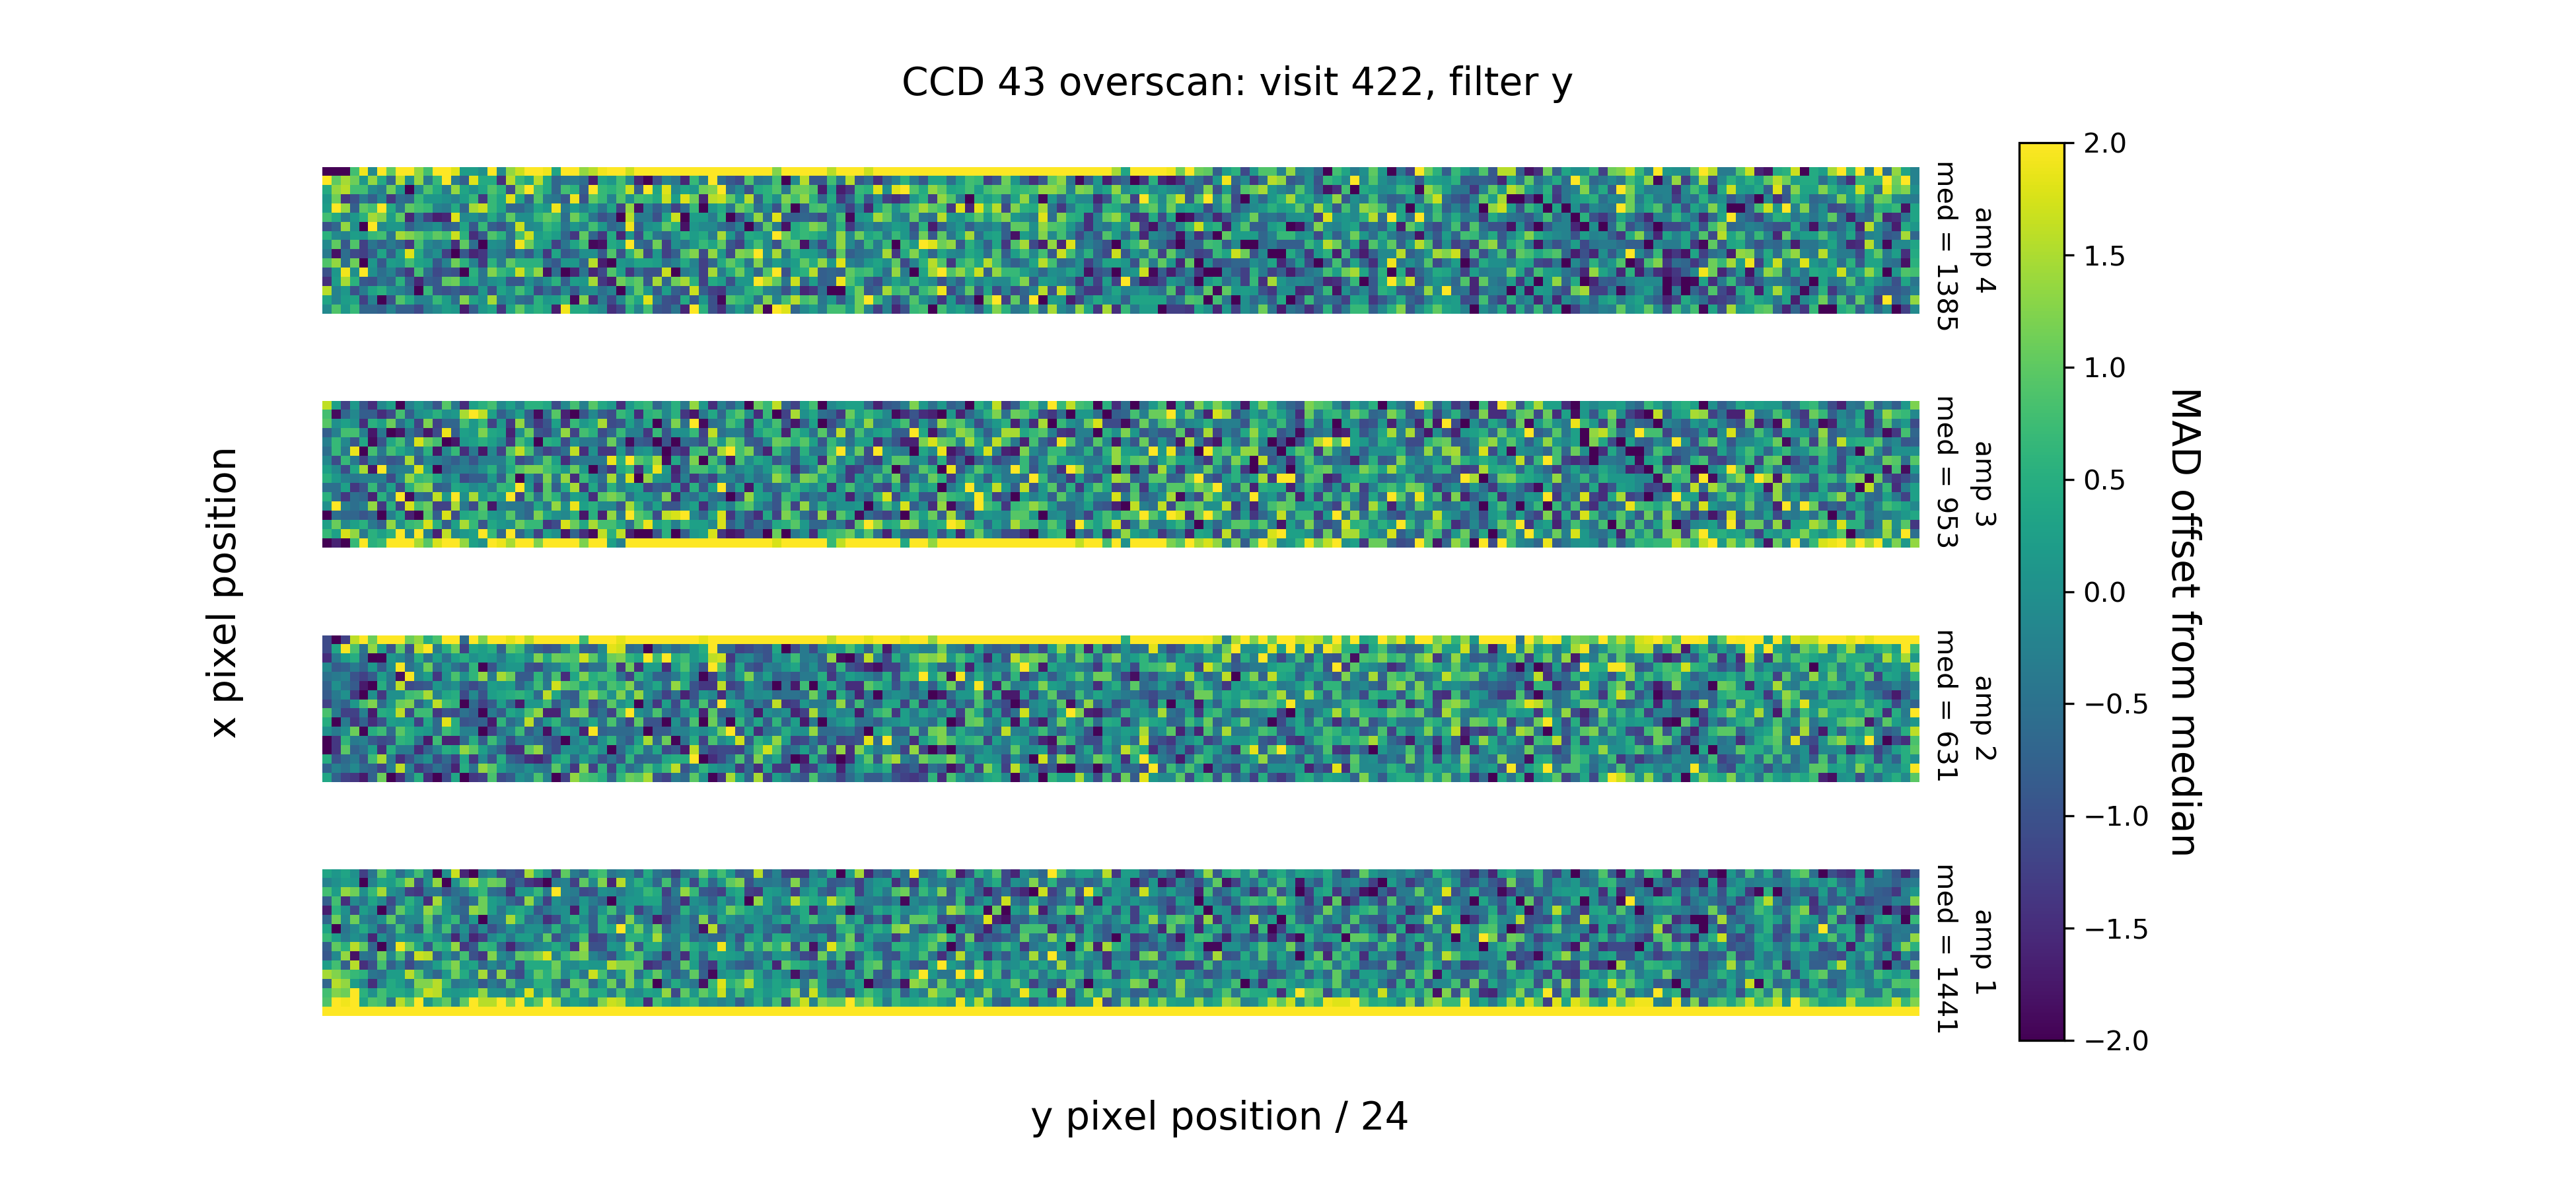 CCD 43 overscan: visit 422, filter y
x pixel position
amp 4
med = 1385
amp 3
med = 953
amp 2
med = 631
amp 1
med = 1441
y pixel position / 24
2.0
1.5
1.0
0.5
0.0
−0.5
−1.0
−1.5
−2.0
MAD offset from median